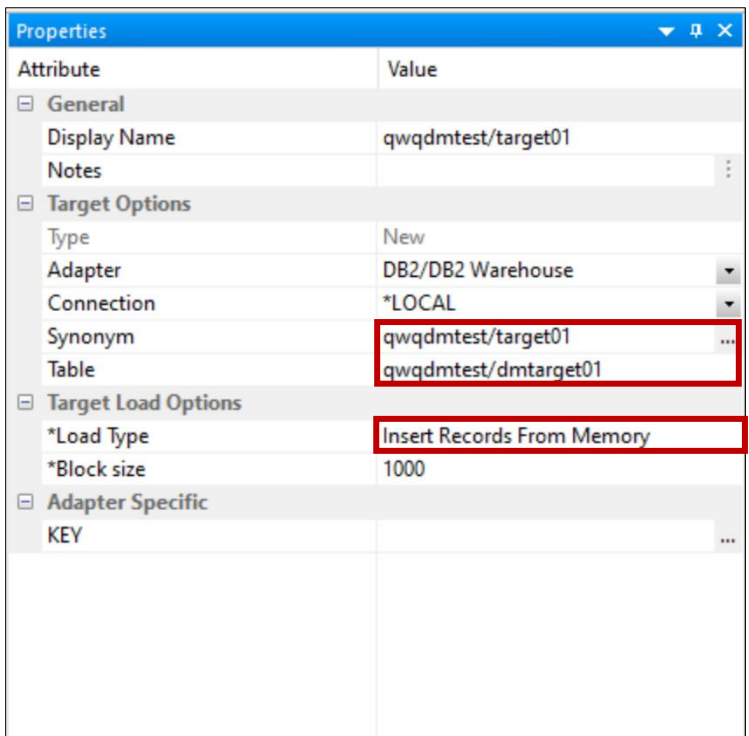 Properties
Attribute Value
General
Display Name qwqdmtest/target01
Notes
Target Options
Type New
Adapter DB2/DB2 Warehouse
Connection *LOCAL
Synonym qwqdmtest/target01 ...
Table qwqdmtest/dmtarget01
Target Load Options
*Load Type Insert Records From Memory
*Block size 1000
Adapter Specific
KEY ...